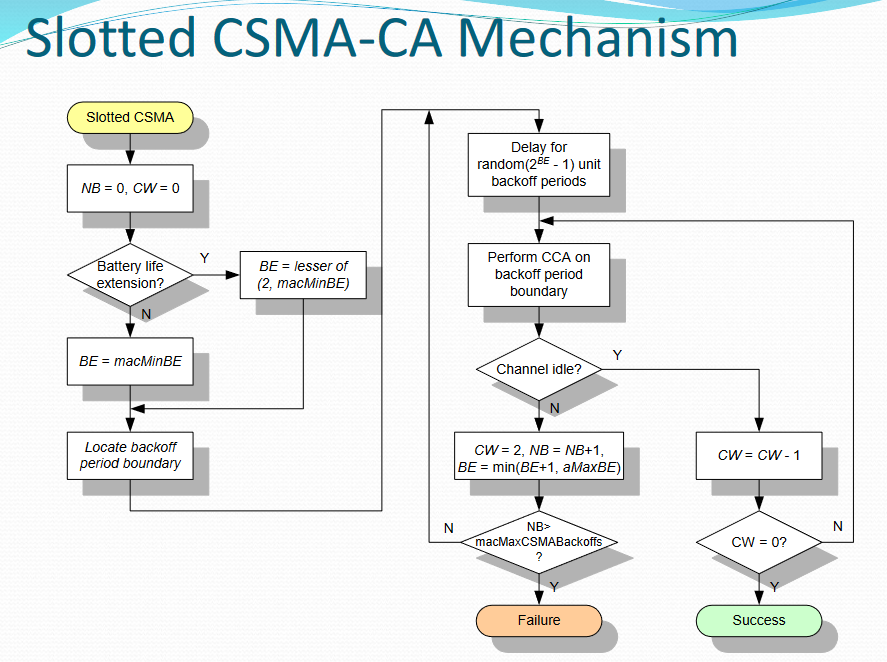 Slotted CSMA-CA Mechanism
Slotted CSMA
NB = 0, CW = 0
Battery life
extension?
Y
N
BE = lesser of
(2, macMinBE)
BE = macMinBE
Locate backoff
period boundary
Delay for
random(2^BE - 1) unit
backoff periods
Perform CCA on
backoff period
boundary
Channel idle?
Y
N
CW = 2, NB = NB+1,
BE = min(BE+1, aMaxBE)
CW = CW - 1
NB>
macMaxCSMABackoffs
?
N
Y
CW = 0?
N
Y
Failure
Success